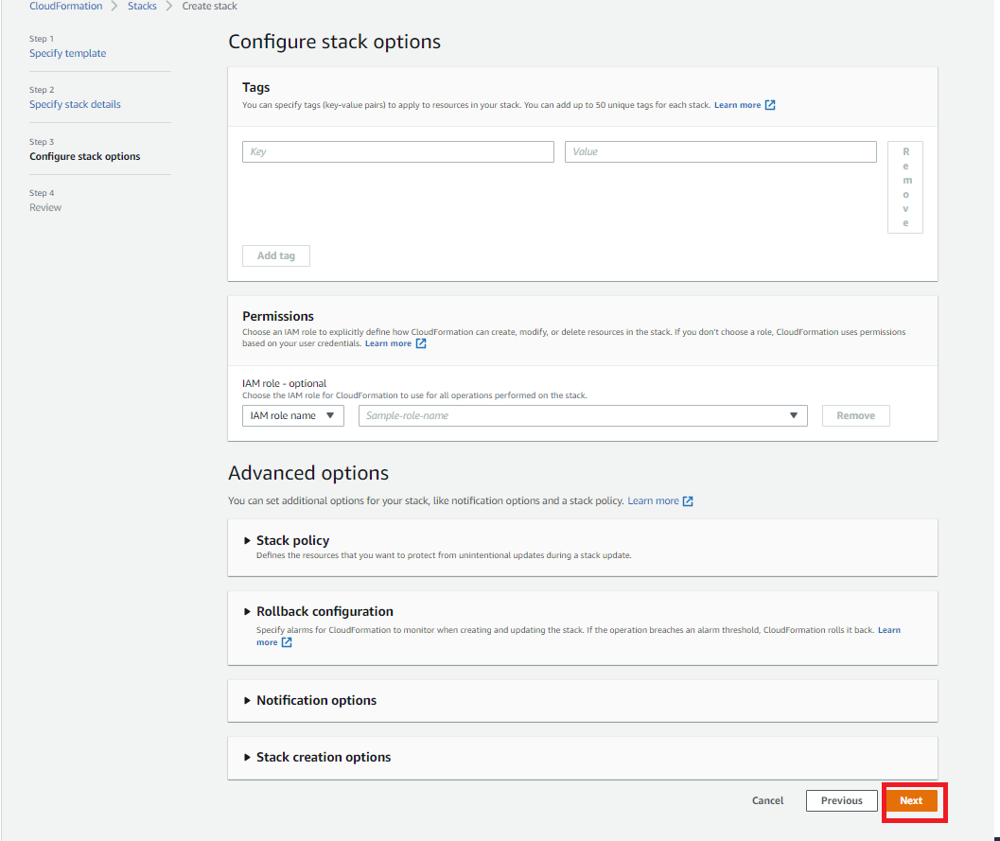 CloudFormation > Stacks > Create stack
Step 1
Specify template
Step 2
Specify stack details
Step 3
Configure stack options
Step 4
Review
Configure stack options
Tags
You can specify tags (key-value pairs) to apply to resources in your stack. You can add up to 50 unique tags for each stack. Learn more
Key Value Remove
Add tag
Permissions
Choose an IAM role to explicitly define how CloudFormation can create, modify, or delete resources in the stack. If you don't choose a role, CloudFormation uses permissions
based on your user credentials. Learn more
IAM role - optional
Choose the IAM role for CloudFormation to use for all operations performed on the stack.
IAM role name Sample-role-name Remove
Advanced options
You can set additional options for your stack, like notification options and a stack policy. Learn more
Stack policy
Defines the resources that you want to protect from unintentional updates during a stack update.
Rollback configuration
Specify alarms for CloudFormation to monitor when creating and updating the stack. If the operation breaches an alarm threshold, CloudFormation rolls it back. Learn
more
Notification options
Stack creation options
Cancel Previous Next